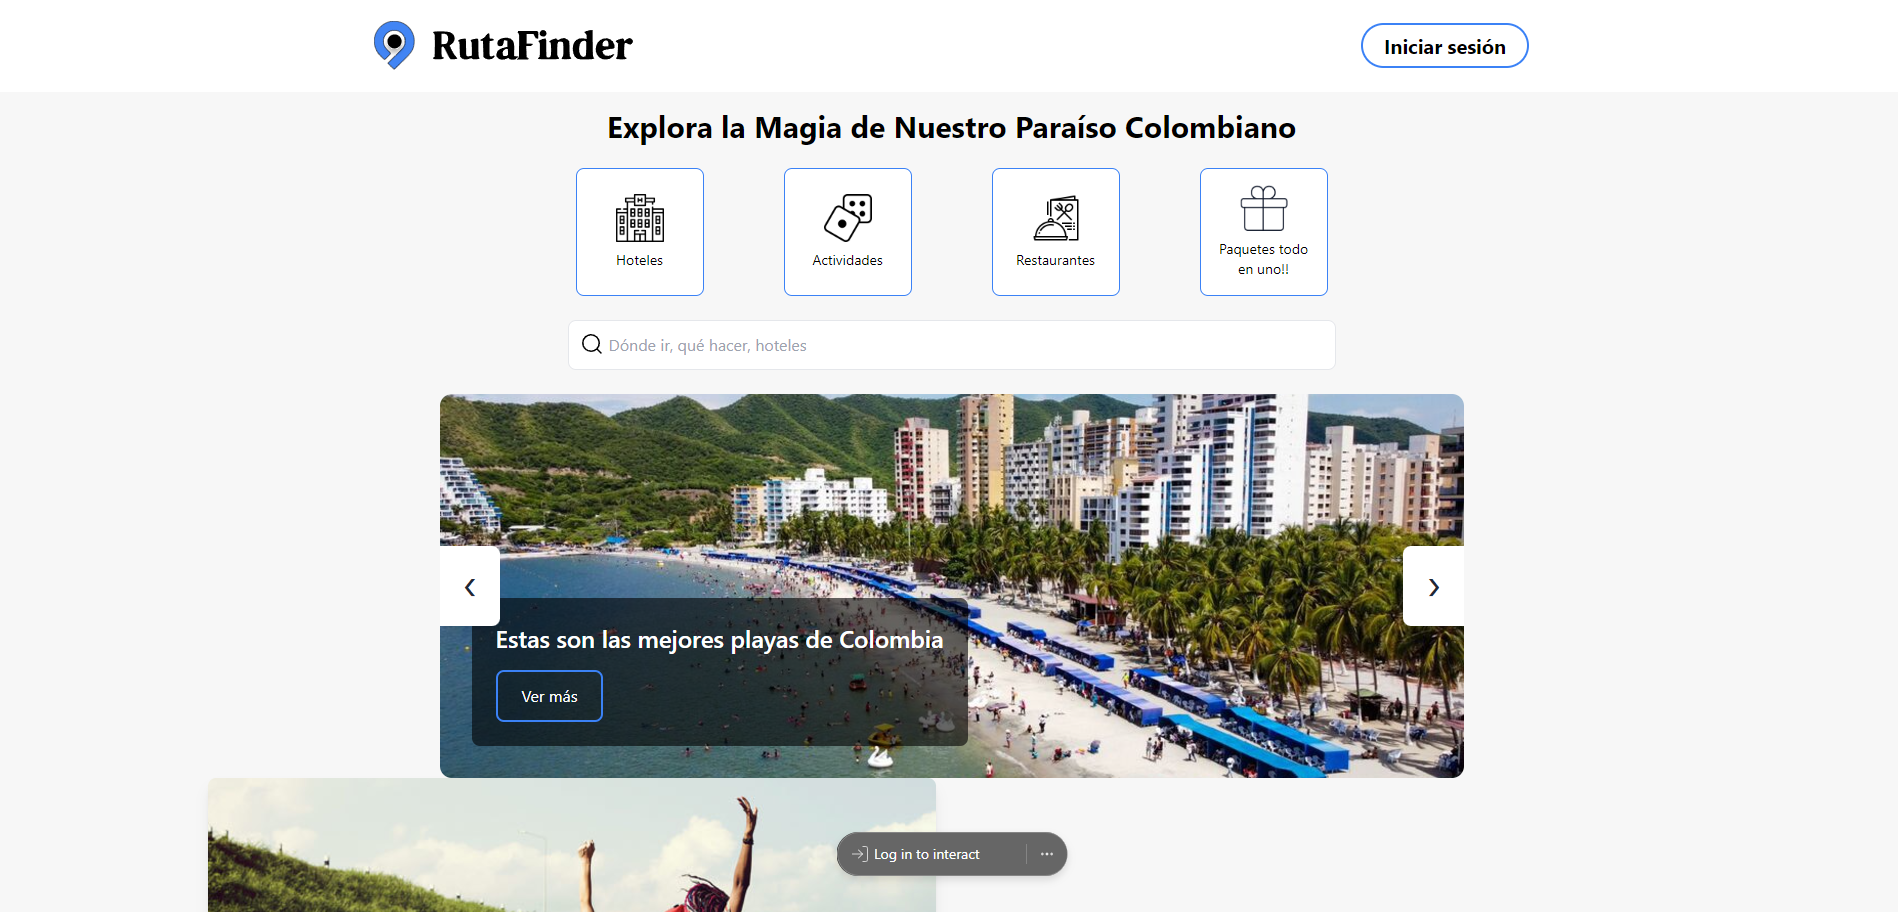 RutaFinder
Iniciar sesión
Explora la Magia de Nuestro Paraíso Colombiano
Hoteles
Actividades
Restaurantes
Paquetes todo
en uno!!
Dónde ir, qué hacer, hoteles
Estas son las mejores playas de Colombia
Ver más
Log in to interact